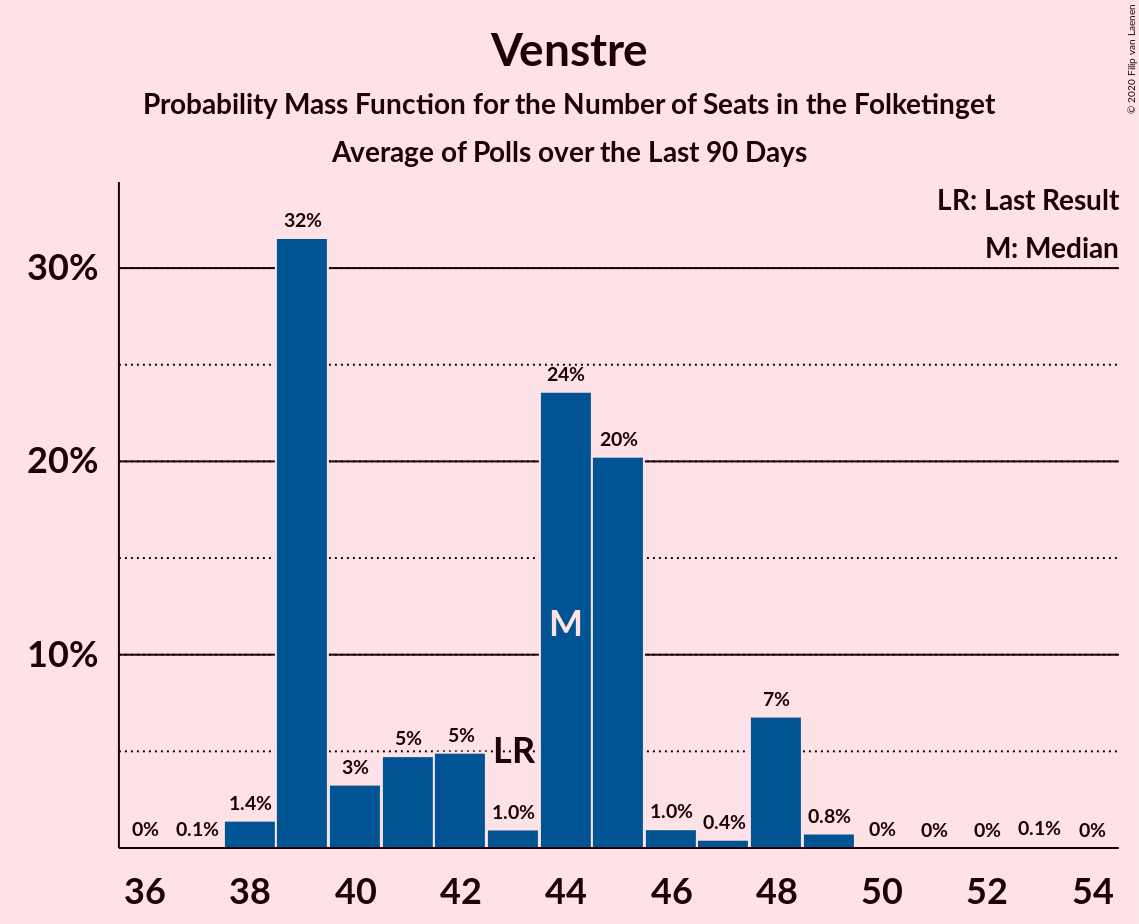 Venstre
Probability Mass Function for the Number of Seats in the Folketinget
Average of Polls over the Last 90 Days
© 2020 Filip van Laenen
LR: Last Result
M: Median
30%
20%
10%
0%
0.1%
1.4%
32%
3%
5%
5%
LR
1.0%
24%
M
20%
1.0%
0.4%
7%
0.8%
0%
0%
0%
0.1%
0%
36 38 40 42 44 46 48 50 52 54